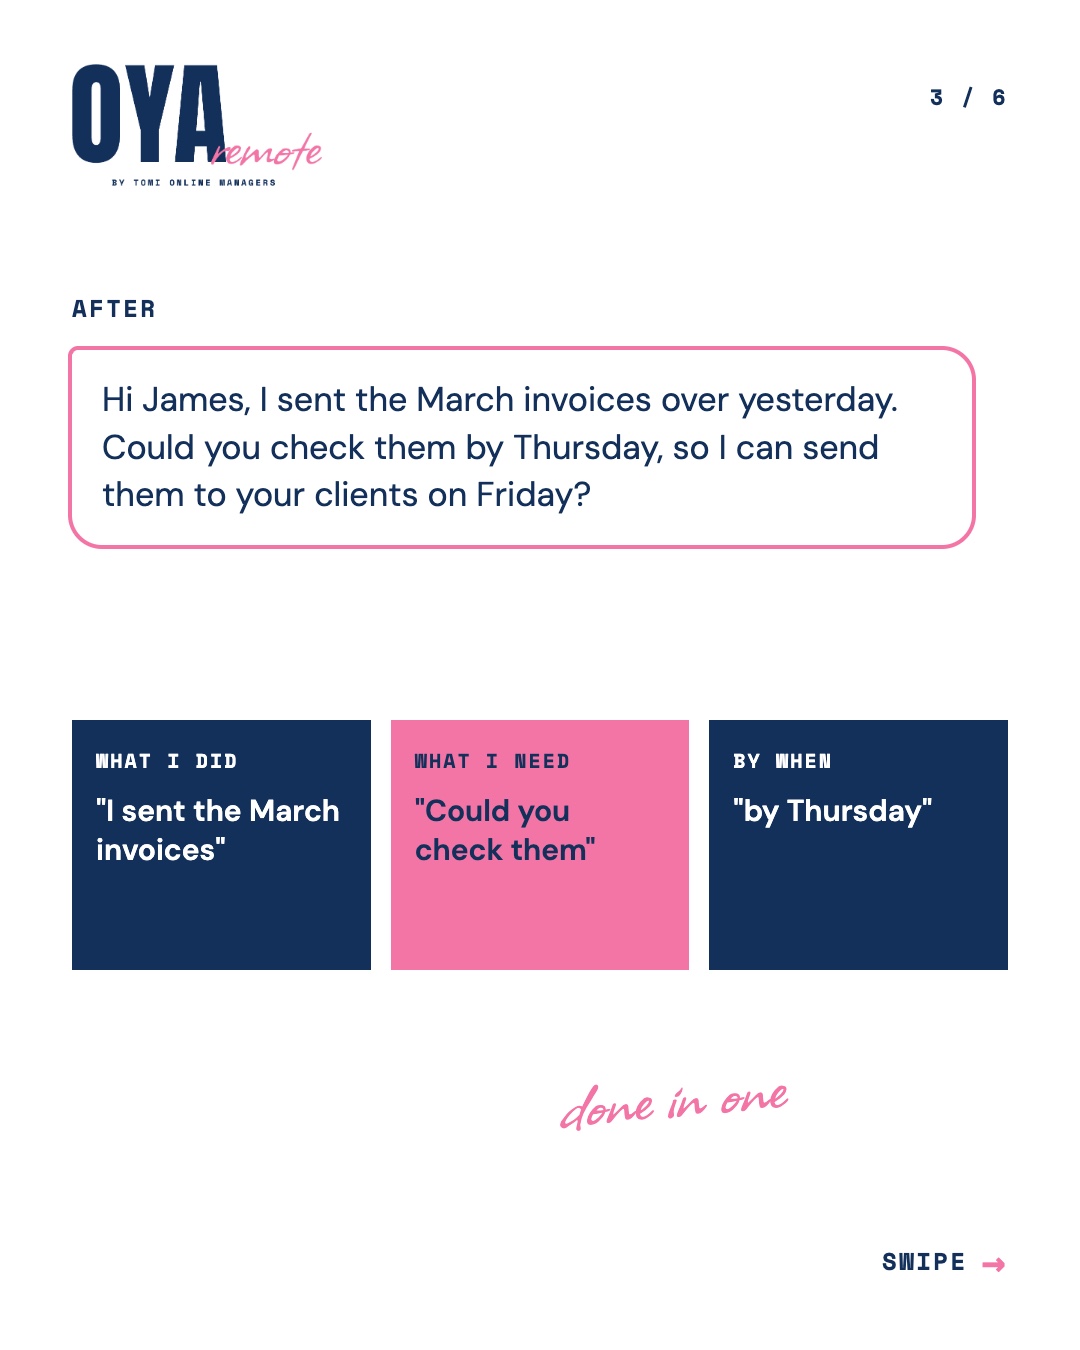 OYA
remote
BY TOMI ONLINE MANAGERS
3 / 6
AFTER
Hi James, I sent the March invoices over yesterday.
Could you check them by Thursday, so I can send
them to your clients on Friday?
WHAT I DID
"I sent the March
invoices"
WHAT I NEED
"Could you
check them"
BY WHEN
"by Thursday"
done in one
SWIPE →